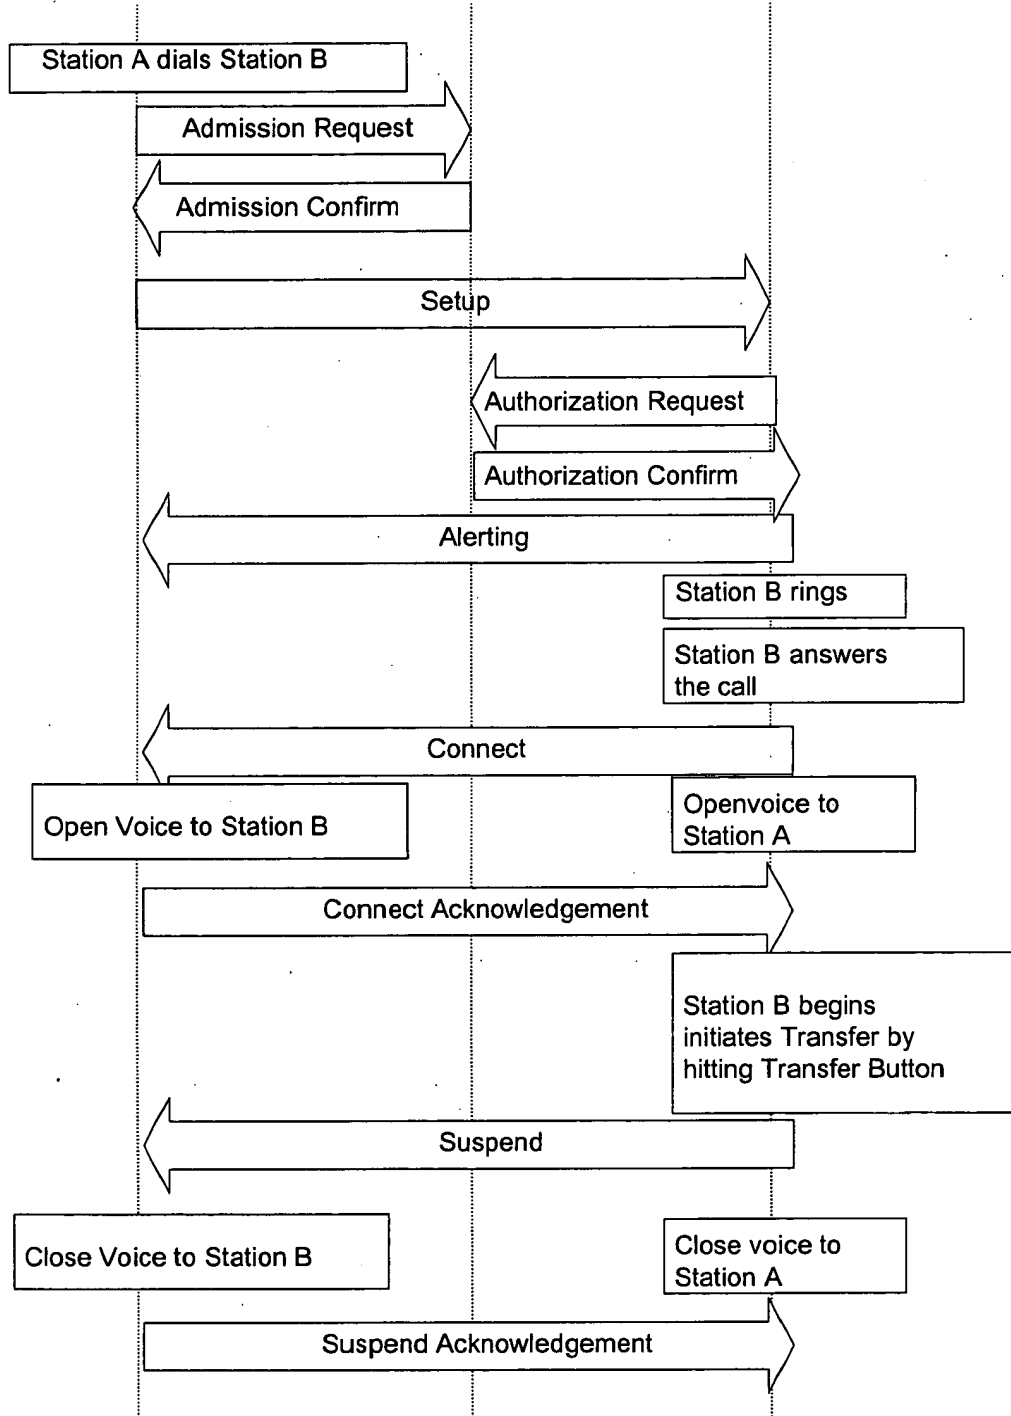 Station A dials Station B
Admission Request
Admission Confirm
Setup
Authorization Request
Authorization Confirm
Alerting
Station B rings
Station B answers
the call
Connect
Open Voice to Station B
Openvoice to
Station A
Connect Acknowledgement
Station B begins
initiates Transfer by
hitting Transfer Button
Suspend
Close Voice to Station B
Close voice to
Station A
Suspend Acknowledgement